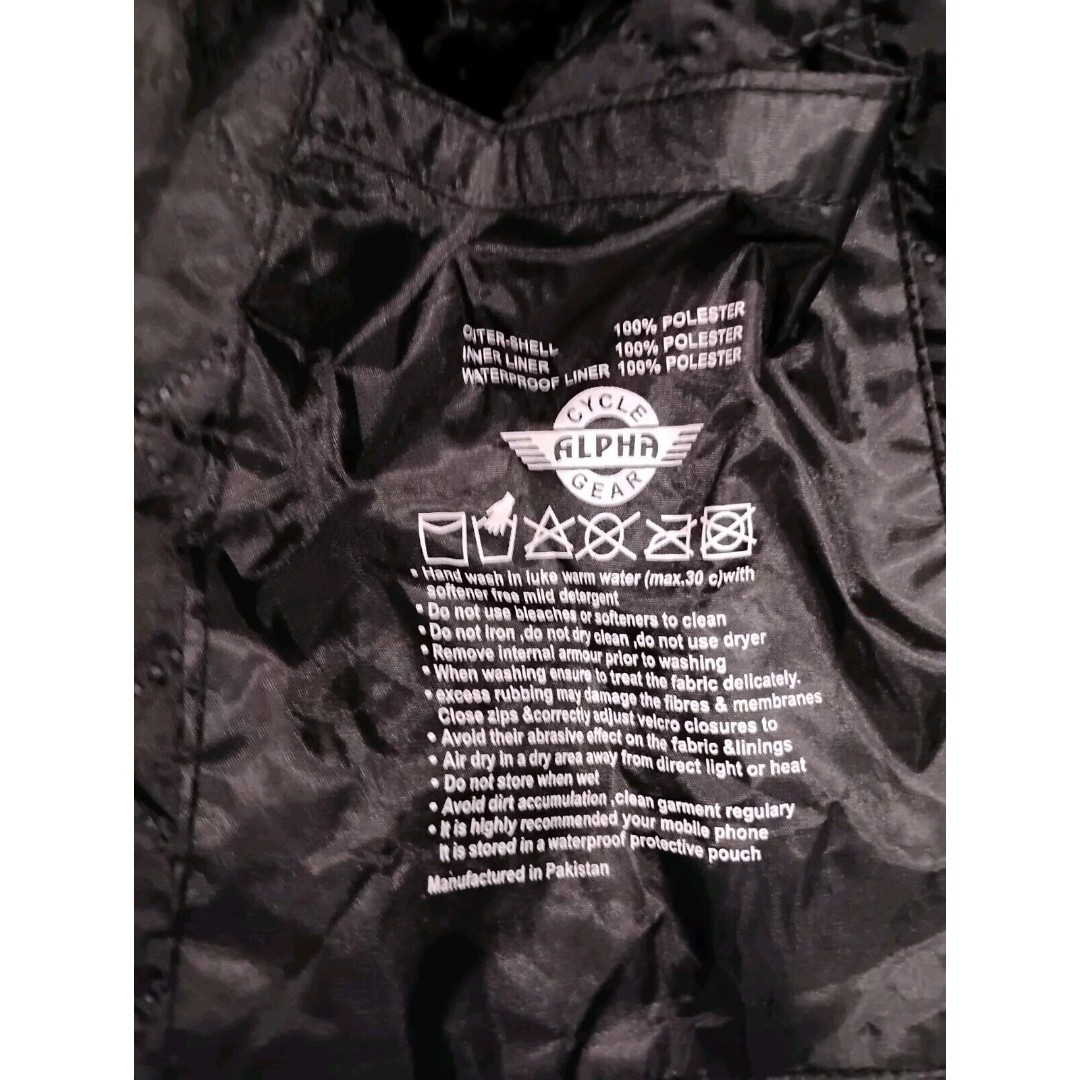 OUTER-SHELL 100% POLESTER
INNER LINER 100% POLESTER
WATERPROOF LINER 100% POLESTER
CYCLE
ALPHA
GEAR
• Hand wash in luke warm water (max.30 c)with
softener free mild detergent
• Do not use bleaches or softeners to clean
• Do not iron ,do not dry clean ,do not use dryer
• Remove internal armour prior to washing
• When washing ensure to treat the fabric delicately.
• excess rubbing may damage the fibres & membranes
Close zips &correctly adjust velcro closures to
• Avoid their abrasive effect on the fabric &linings
• Air dry in a dry area away from direct light or heat
• Do not store when wet
• Avoid dirt accumulation ,clean garment regulary
• It is highly recommended your mobile phone
It is stored in a waterproof protective pouch
Manufactured in Pakistan